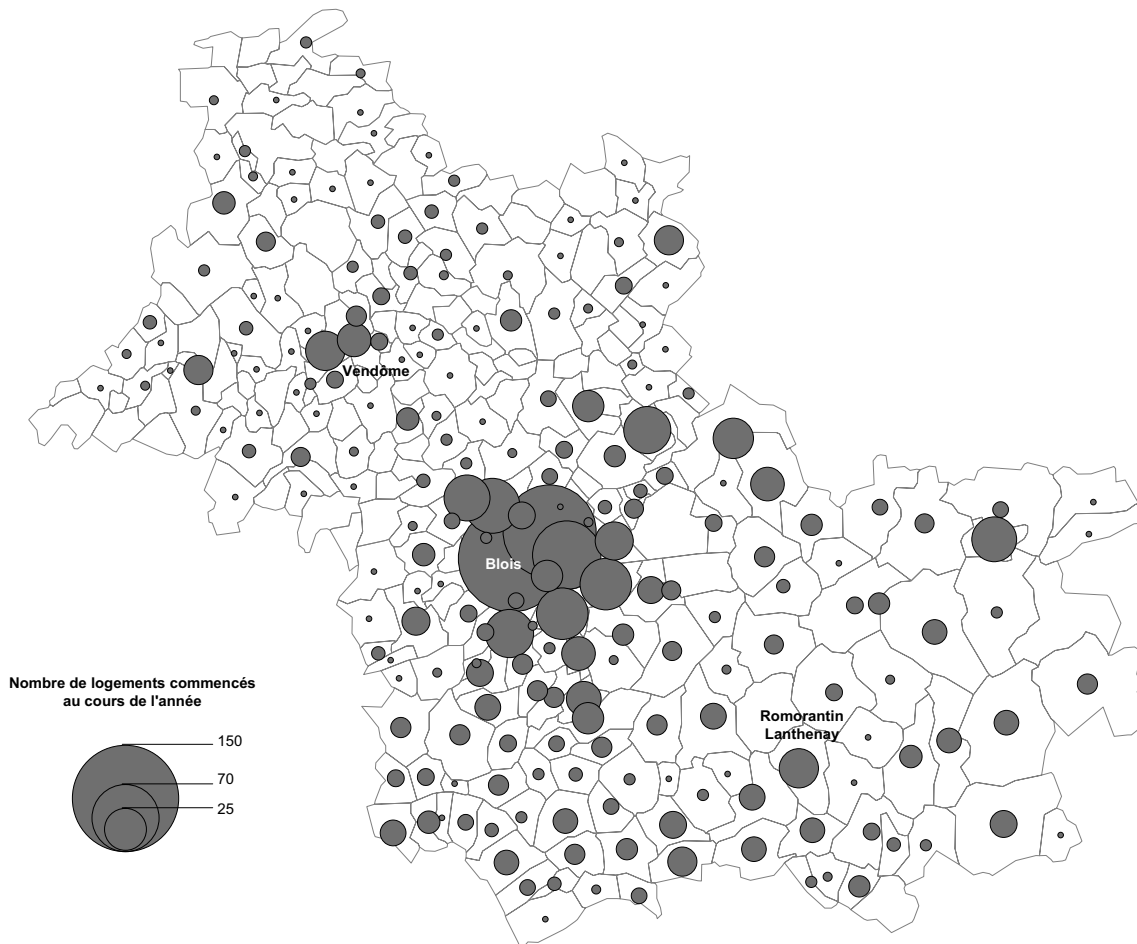 Vendôme
Blois
Nombre de logements commencés
au cours de l'année
150
70
25
Romorantin
Lanthenay